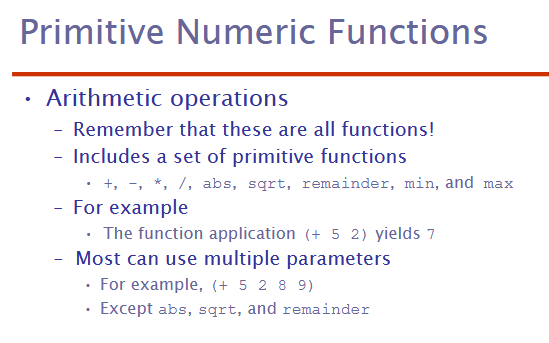 Primitive Numeric Functions
• Arithmetic operations
– Remember that these are all functions!
– Includes a set of primitive functions
• +, -, *, /, abs, sqrt, remainder, min, and max
– For example
• The function application (+ 5 2) yields 7
– Most can use multiple parameters
• For example, (+ 5 2 8 9)
• Except abs, sqrt, and remainder